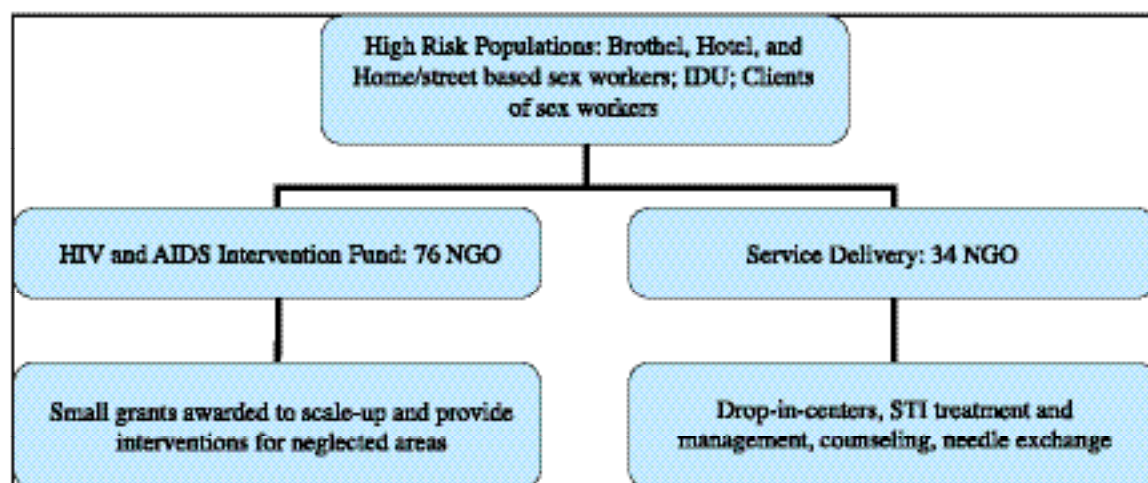 High Risk Populations: Brothel, Hotel, and
Home/street based sex workers; IDU; Clients
of sex workers
HIV and AIDS Intervention Fund: 76 NGO
Service Delivery: 34 NGO
Small grants awarded to scale-up and provide
interventions for neglected areas
Drop-in-centers, STI treatment and
management, counseling, needle exchange